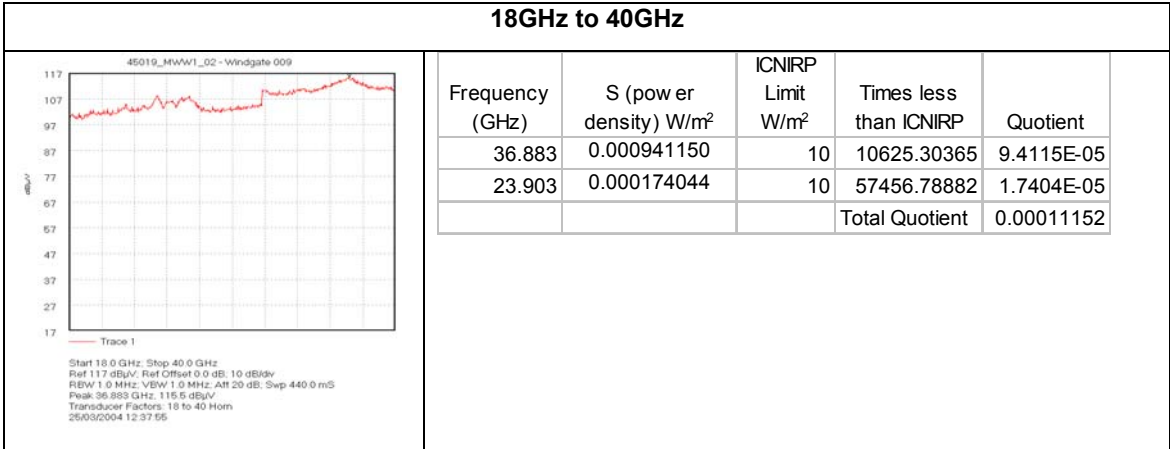 18GHz to 40GHz
45019_MWW1_02 - Windgate 009
117
107
97
87
77
67
57
47
37
27
17
dBµV
Trace 1
Start 18.0 GHz; Stop 40.0 GHz
Ref 117 dBµV; Ref Offset 0.0 dB; 10 dB/div
RBW 1.0 MHz; VBW 1.0 MHz; Att 20 dB; Swp 440.0 mS
Peak 36.883 GHz, 115.5 dBµV
Transducer Factors: 18 to 40 Horn
25/03/2004 12:37:55
Frequency (GHz) S (pow er density) W/m² ICNIRP Limit W/m² Times less than ICNIRP Quotient
36.883 0.000941150 10 10625.30365 9.4115E-05
23.903 0.000174044 10 57456.78882 1.7404E-05
Total Quotient 0.00011152